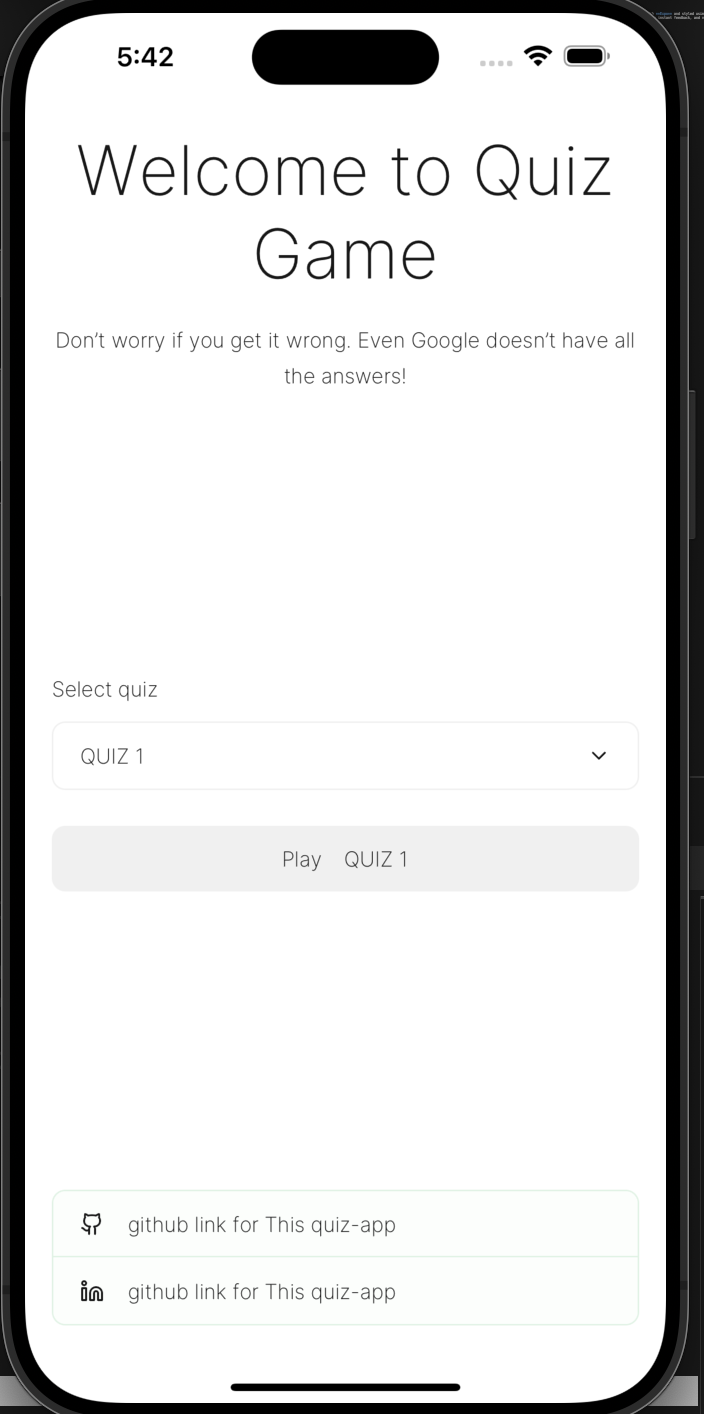 5:42
Welcome to Quiz
Game
Don’t worry if you get it wrong. Even Google doesn’t have all
the answers!
Select quiz
QUIZ 1
Play QUIZ 1
github link for This quiz-app
in github link for This quiz-app